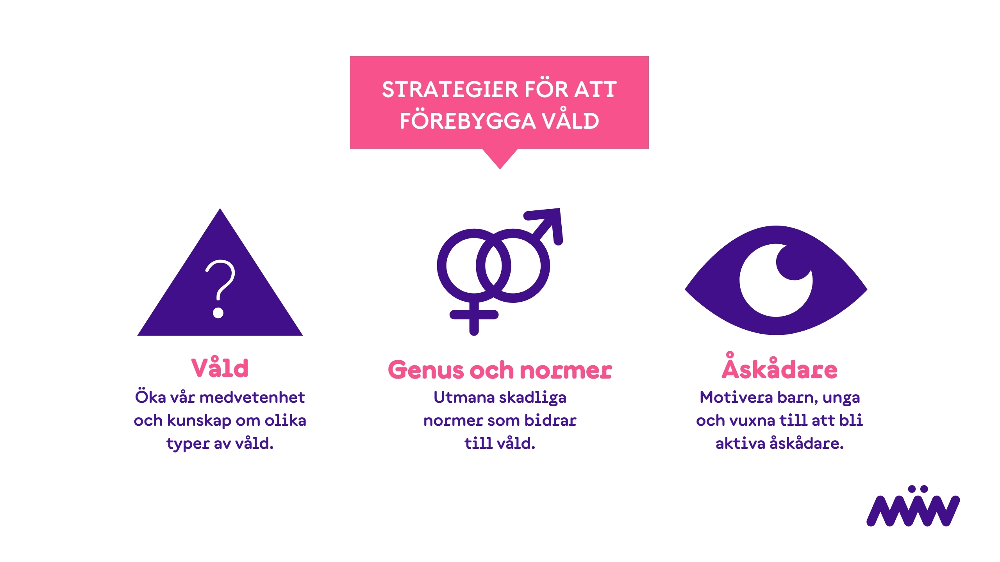 STRATEGIER FÖR ATT
FÖREBYGGA VÅLD
?
Våld
Öka vår medvetenhet
och kunskap om olika
typer av våld.
Genus och normer
Utmana skadliga
normer som bidrar
till våld.
Åskådare
Motivera barn, unga
och vuxna till att bli
aktiva åskådare.
MÄN